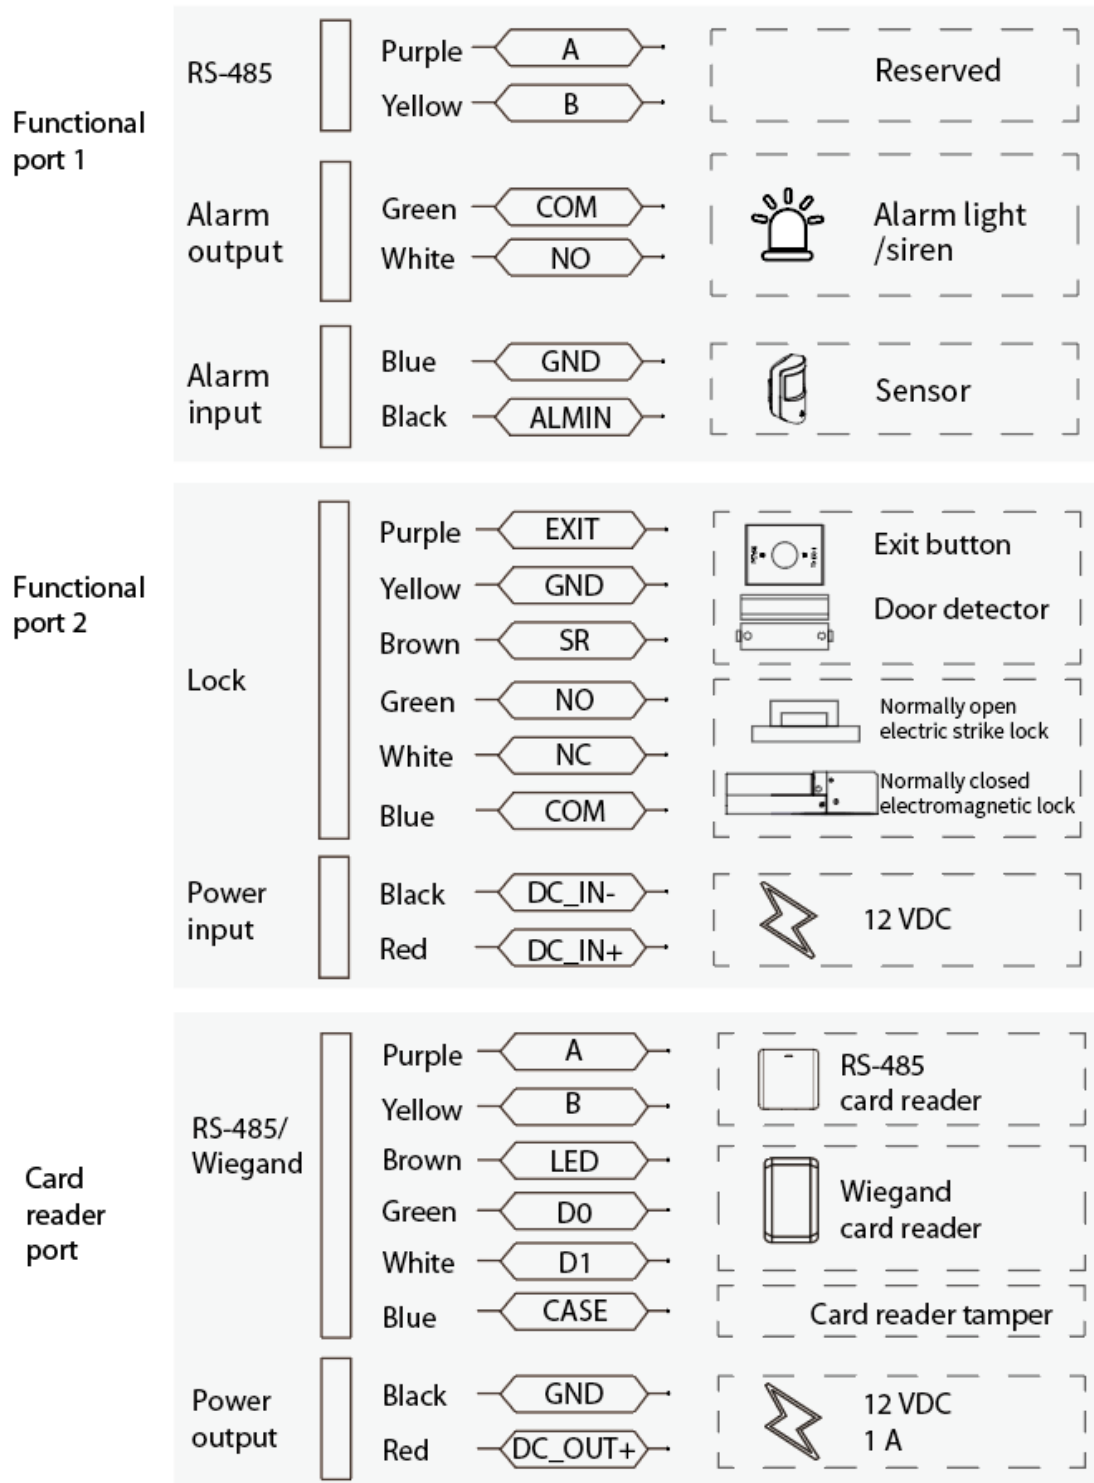 Functional
port 1
RS-485
Purple A
Yellow B
Reserved
Alarm
output
Green COM
White NO
Alarm light
/siren
Alarm
input
Blue GND
Black ALMIN
Sensor
Functional
port 2
Lock
Purple EXIT
Yellow GND
Brown SR
Green NO
White NC
Blue COM
Exit button
Door detector
Normally open
electric strike lock
Normally closed
electromagnetic lock
Power
input
Black DC_IN-
Red DC_IN+
12 VDC
Card
reader
port
RS-485/
Wiegand
Purple A
Yellow B
Brown LED
Green D0
White D1
Blue CASE
RS-485
card reader
Wiegand
card reader
Card reader tamper
Power
output
Black GND
Red DC_OUT+
12 VDC
1 A